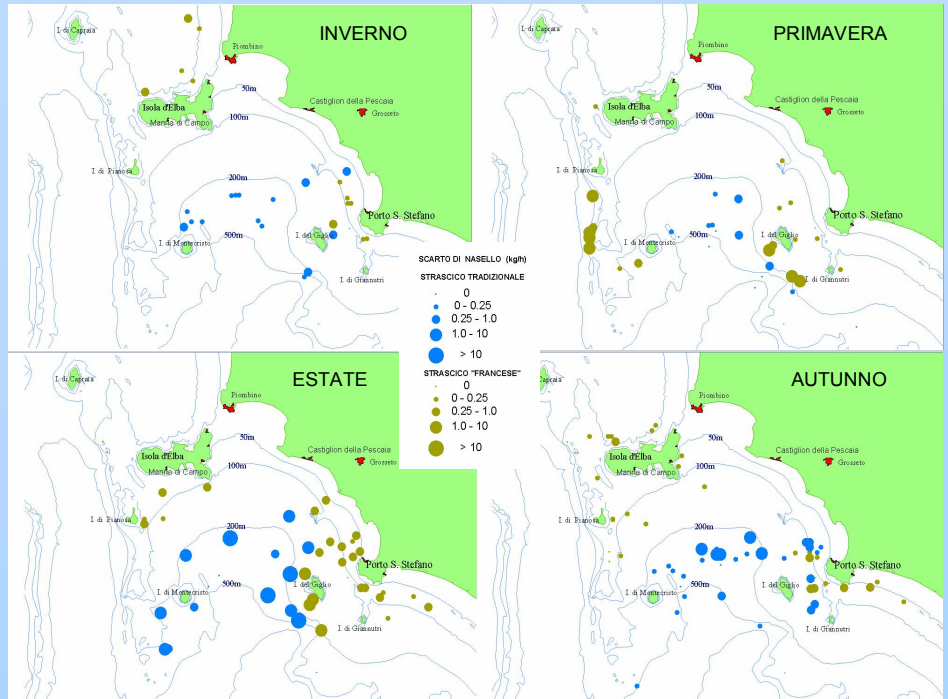 INVERNO
I. di Capraia
Piombino
50m
Isola d'Elba
Castiglion della Pescaia
Grosseto
100m
Marina di Campo
I. di Pianosa
200m
Porto S. Stefano
500m
I. del Giglio
I. di Montecristo
I. di Giannutri
PRIMAVERA
I. di Capraia
Piombino
50m
Isola d'Elba
Castiglion della Pescaia
Grosseto
100m
Marina di Campo
I. di Pianosa
200m
Porto S. Stefano
500m
I. del Giglio
I. di Montecristo
I. di Giannutri
SCARTO DI NASELLO (kg/h)
STRASCICO TRADIZIONALE
0
0 - 0.25
0.25 - 1.0
1.0 - 10
> 10
STRASCICO "FRANCESE"
0
0 - 0.25
0.25 - 1.0
1.0 - 10
> 10
ESTATE
I. di Capraia
Piombino
50m
Isola d'Elba
Castiglion della Pescaia
Grosseto
100m
Marina di Campo
I. di Pianosa
200m
Porto S. Stefano
500m
I. del Giglio
I. di Montecristo
I. di Giannutri
AUTUNNO
di Capraia
Piombino
50m
Isola d'Elba
Castiglion della Pescaia
Grosseto
100m
Marina di Campo
I. di Pianosa
200m
Porto S. Stefano
500m
I. del Giglio
I. di Montecristo
I. di Giannutri